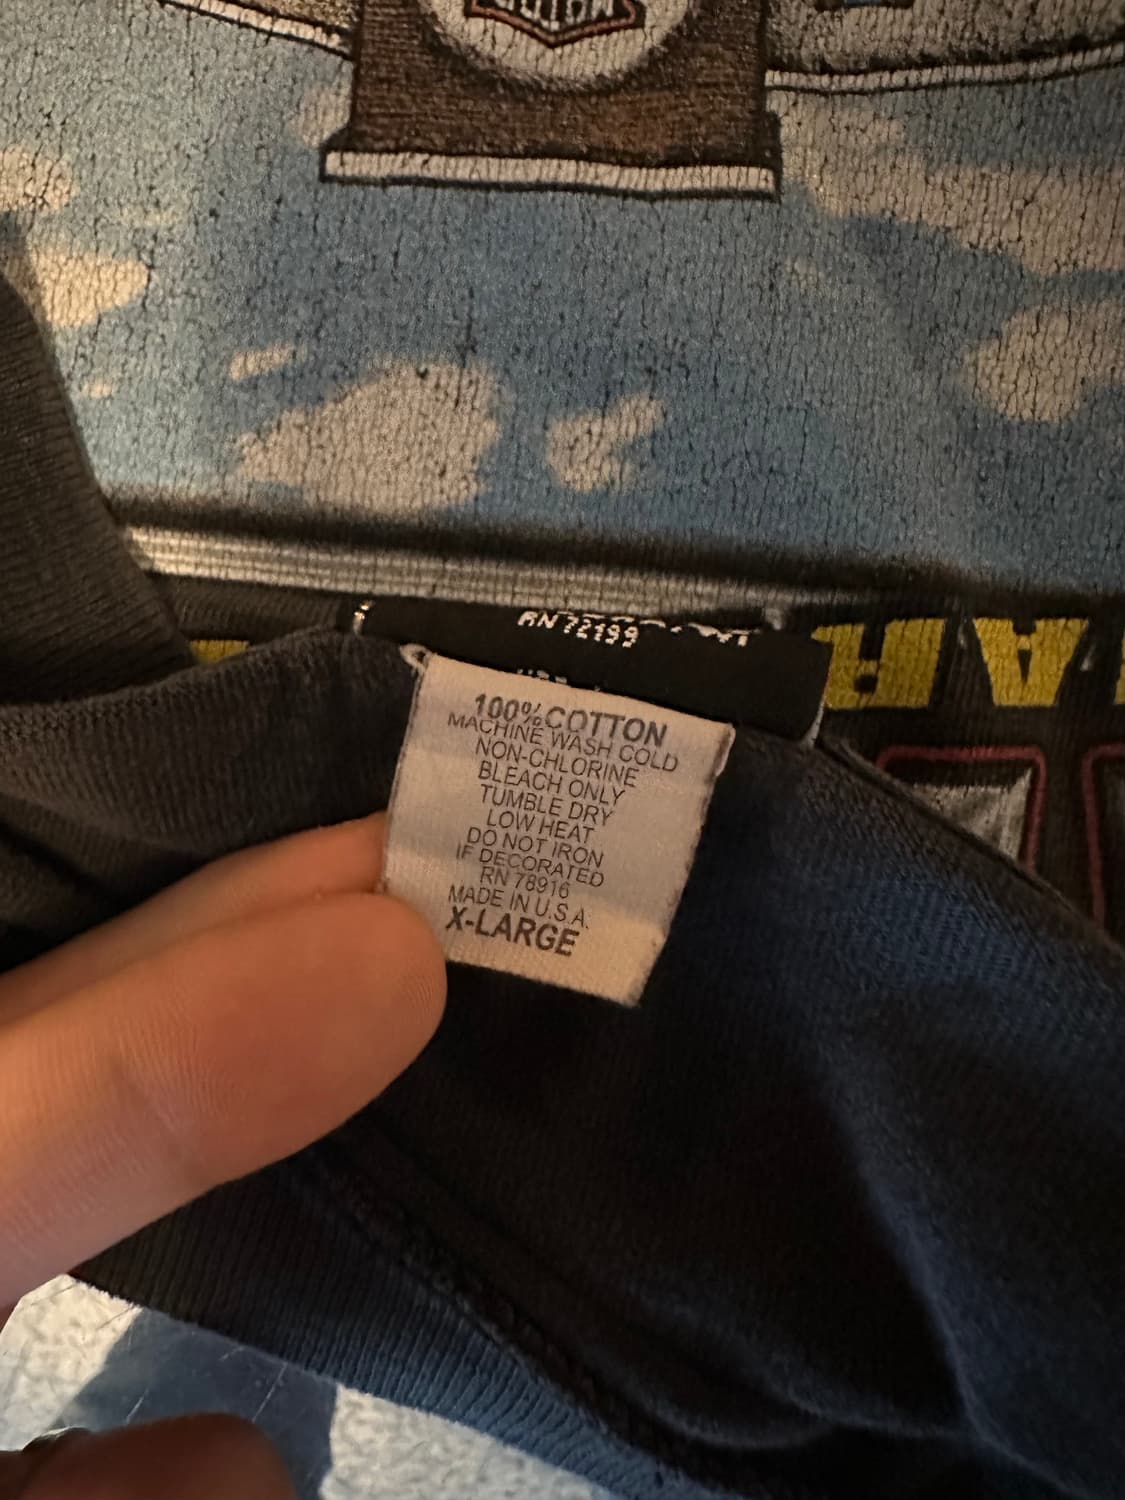 RN 72199
100% COTTON
MACHINE WASH COLD
NON-CHLORINE
BLEACH ONLY
TUMBLE DRY
LOW HEAT
DO NOT IRON
IF DECORATED
RN 78916
MADE IN U.S.A.
X-LARGE